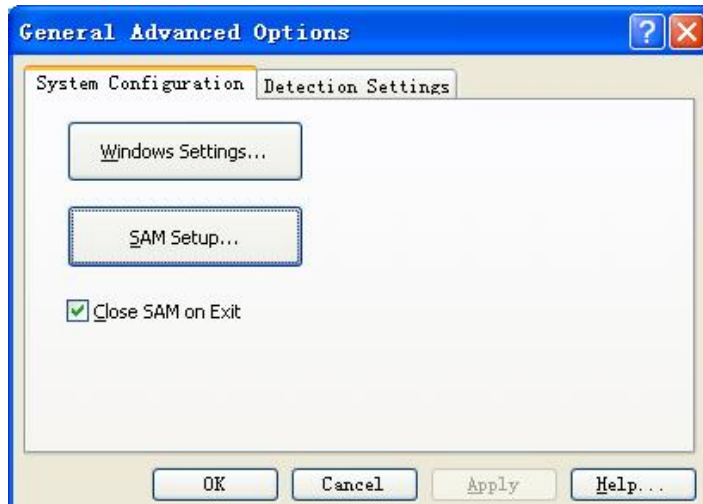 General Advanced Options
System Configuration Detection Settings
Windows Settings...
SAM Setup...
Close SAM on Exit
OK Cancel Apply Help...